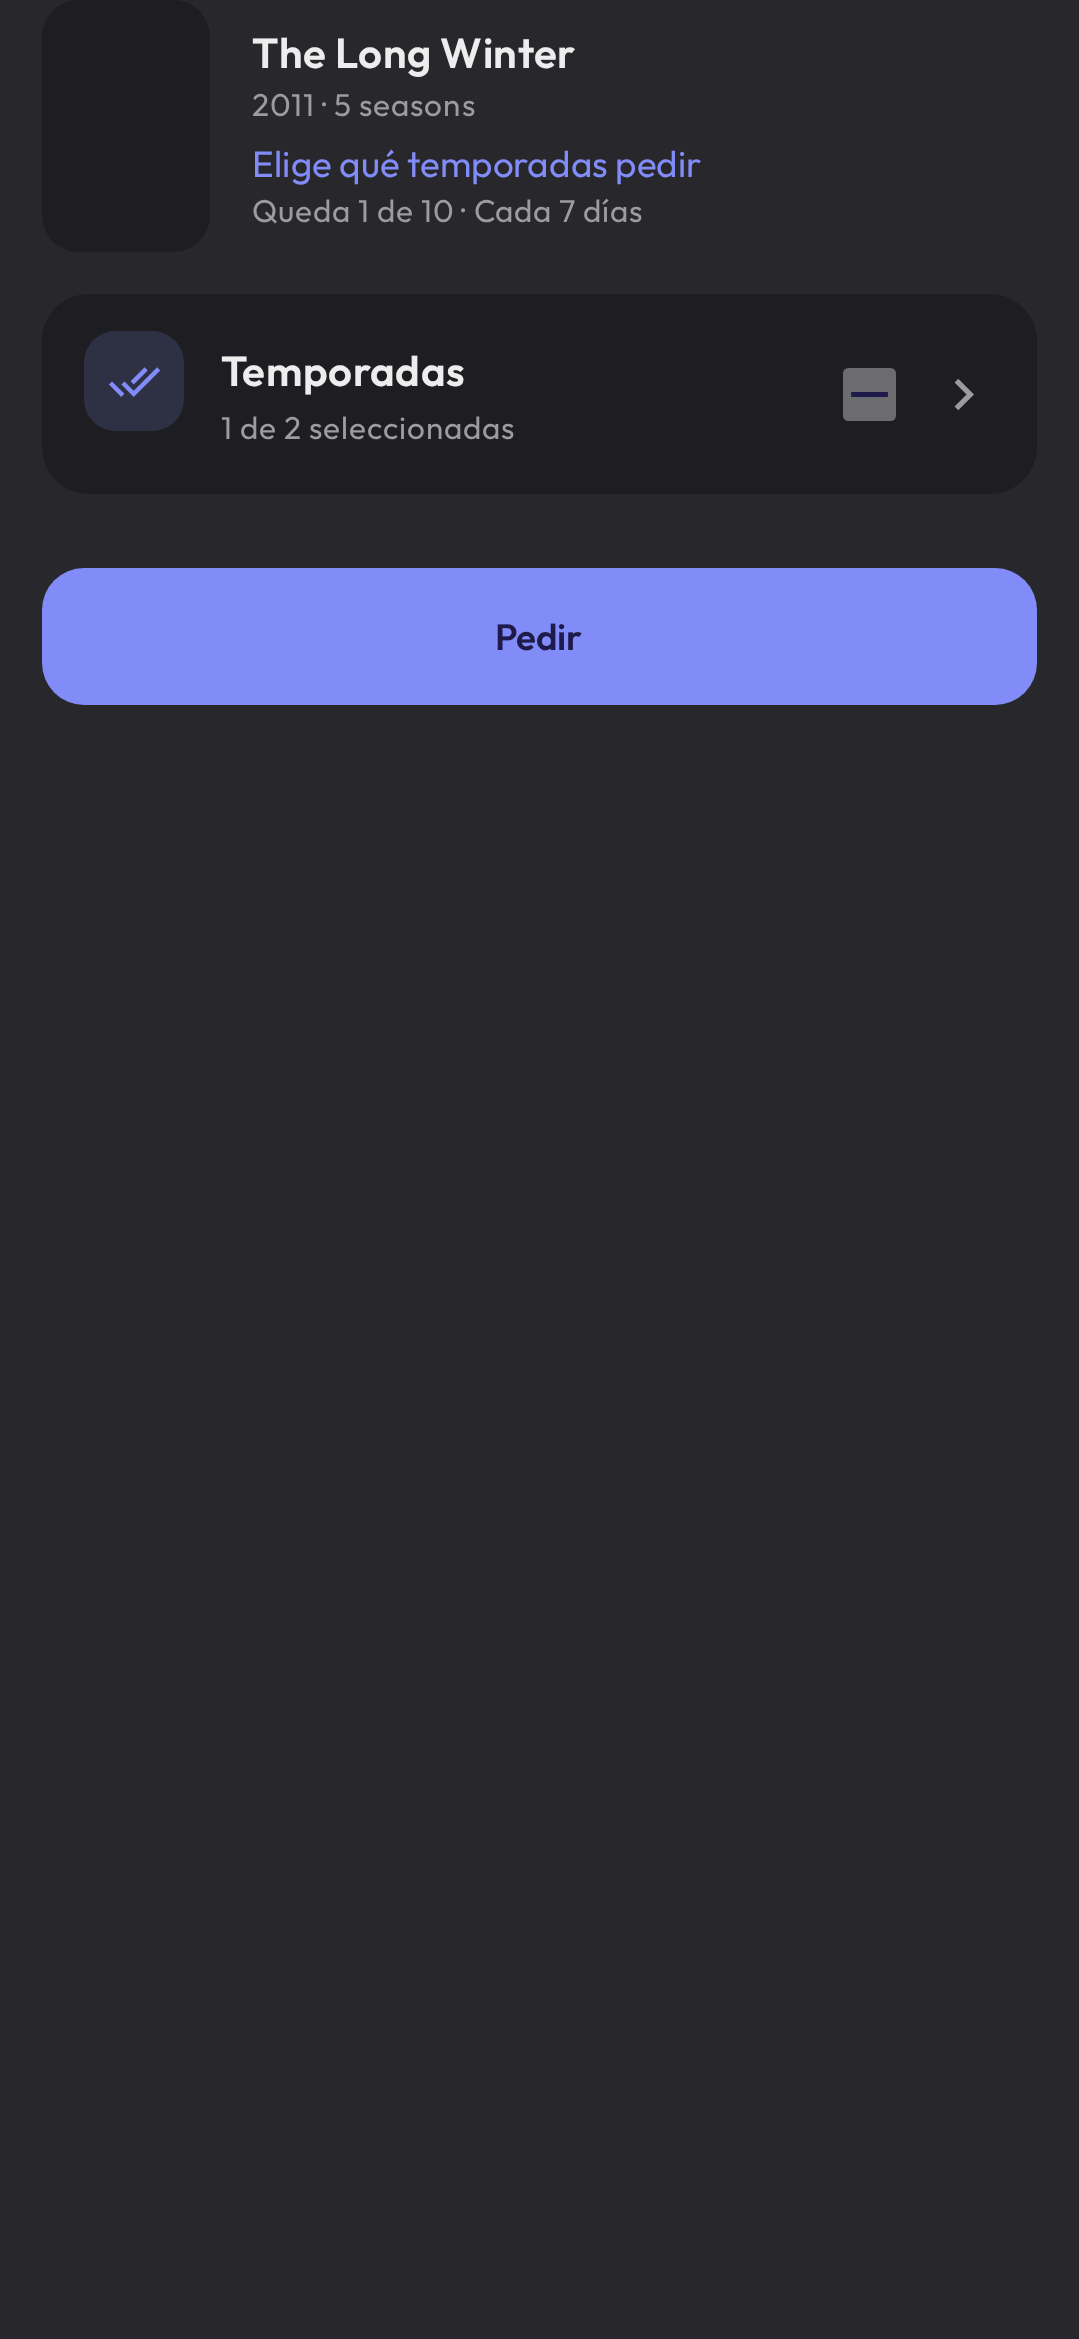 The Long Winter
2011 · 5 seasons
Elige qué temporadas pedir
Queda 1 de 10 · Cada 7 días
Temporadas
1 de 2 seleccionadas
Pedir